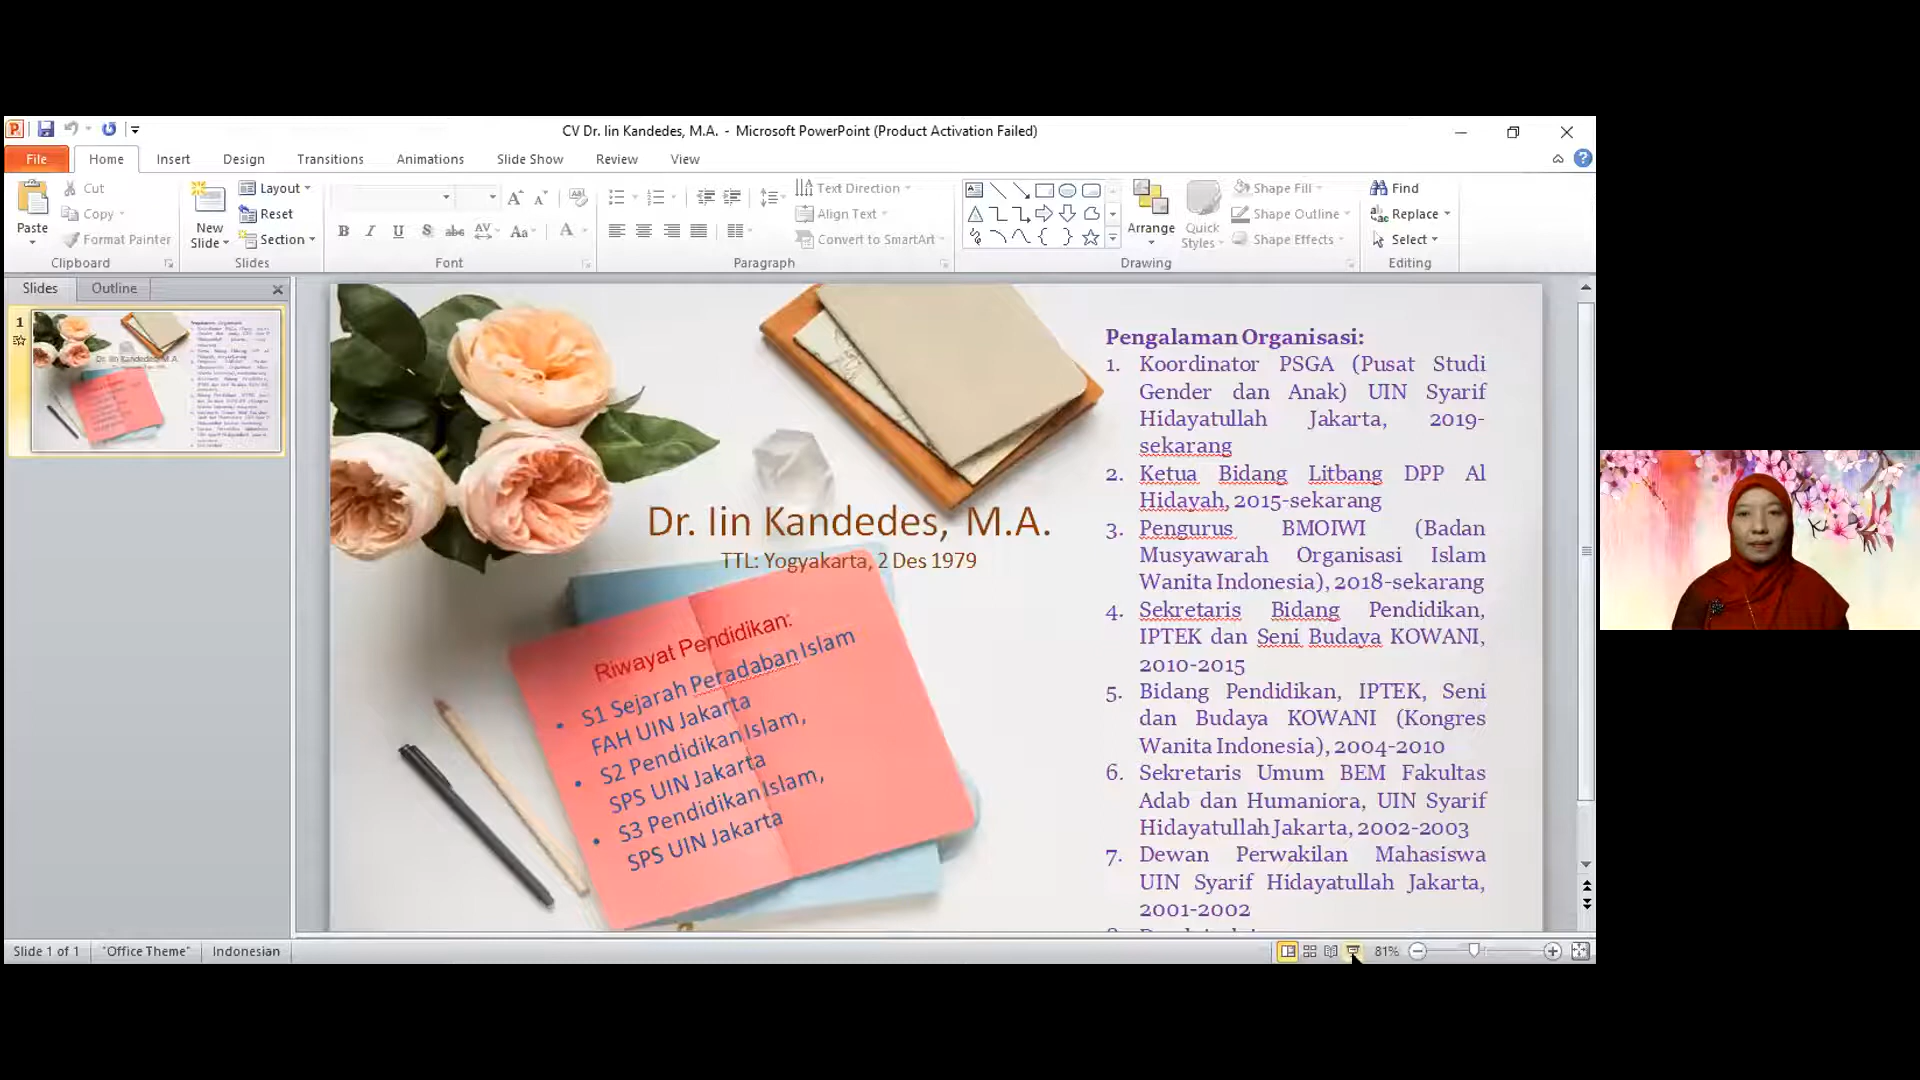 CV Dr. Iin Kandedes, M.A. - Microsoft PowerPoint (Product Activation Failed)
File Home Insert Design Transitions Animations Slide Show Review View
Paste
Cut
Copy
Format Painter
Clipboard
New
Slide
Layout
Reset
Section
Slides
B I U S abc AV Aa A
Font
Text Direction
Align Text
Convert to SmartArt
Paragraph
Arrange
Quick
Styles
Shape Fill
Shape Outline
Shape Effects
Drawing
Find
Replace
Select
Editing
Slides Outline
1
Dr. Iin Kandedes, M.A.
TTL: Yogyakarta, 2 Des 1979
Riwayat Pendidikan:
• S1 Sejarah Peradaban Islam
FAH UIN Jakarta
• S2 Pendidikan Islam,
SPS UIN Jakarta
• S3 Pendidikan Islam,
SPS UIN Jakarta
Pengalaman Organisasi:
1. Koordinator PSGA (Pusat Studi
Gender dan Anak) UIN Syarif
Hidayatullah Jakarta, 2019-
sekarang
2. Ketua Bidang Litbang DPP Al
Hidayah, 2015-sekarang
3. Pengurus BMOIWI (Badan
Musyawarah Organisasi Islam
Wanita Indonesia), 2018-sekarang
4. Sekretaris Bidang Pendidikan,
IPTEK dan Seni Budaya KOWANI,
2010-2015
5. Bidang Pendidikan, IPTEK, Seni
dan Budaya KOWANI (Kongres
Wanita Indonesia), 2004-2010
6. Sekretaris Umum BEM Fakultas
Adab dan Humaniora, UIN Syarif
Hidayatullah Jakarta, 2002-2003
7. Dewan Perwakilan Mahasiswa
UIN Syarif Hidayatullah Jakarta,
2001-2002
Slide 1 of 1 "Office Theme" Indonesian 81%